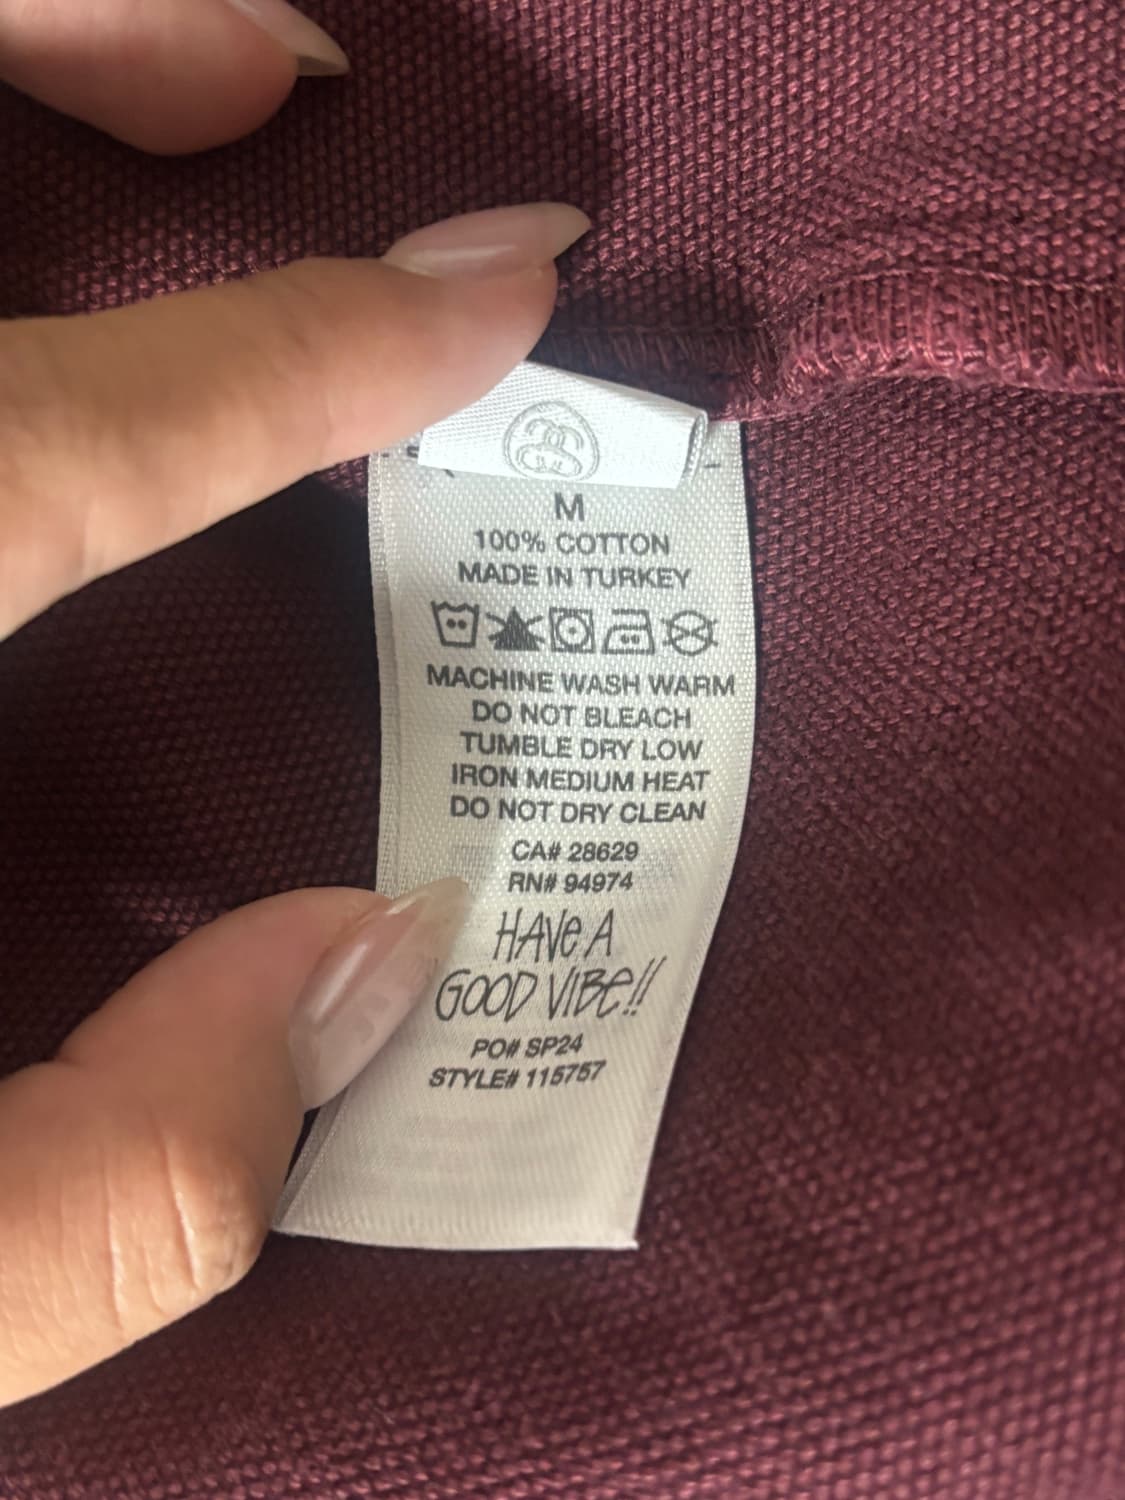 M
100% COTTON
MADE IN TURKEY
MACHINE WASH WARM
DO NOT BLEACH
TUMBLE DRY LOW
IRON MEDIUM HEAT
DO NOT DRY CLEAN
CA# 28629
RN# 94974
HAVe A
GOOD VIBe!!
PO# SP24
STYLE# 115757